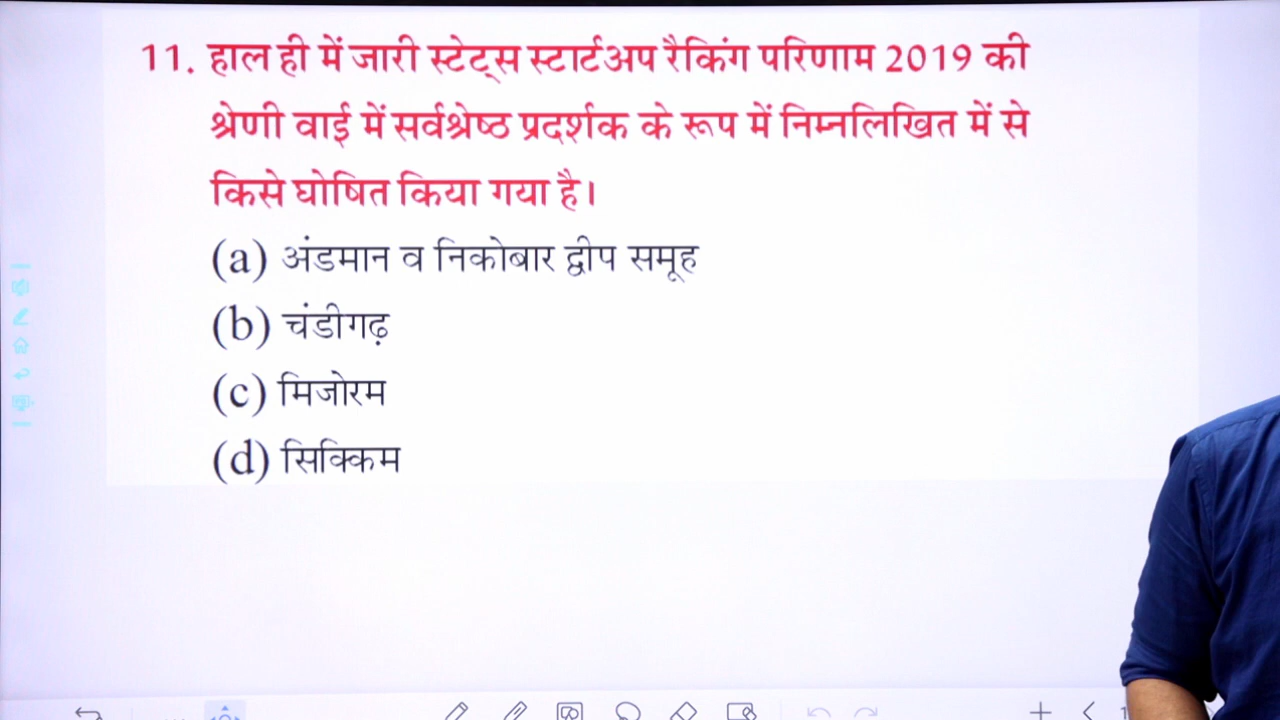 11. हाल ही में जारी स्टेट्स स्टार्टअप रैकिंग परिणाम 2019 की
श्रेणी वाई में सर्वश्रेष्ठ प्रदर्शक के रूप में निम्नलिखित में से
किसे घोषित किया गया है।
(a) अंडमान व निकोबार द्वीप समूह
(b) चंडीगढ़
(c) मिजोरम
(d) सिक्किम